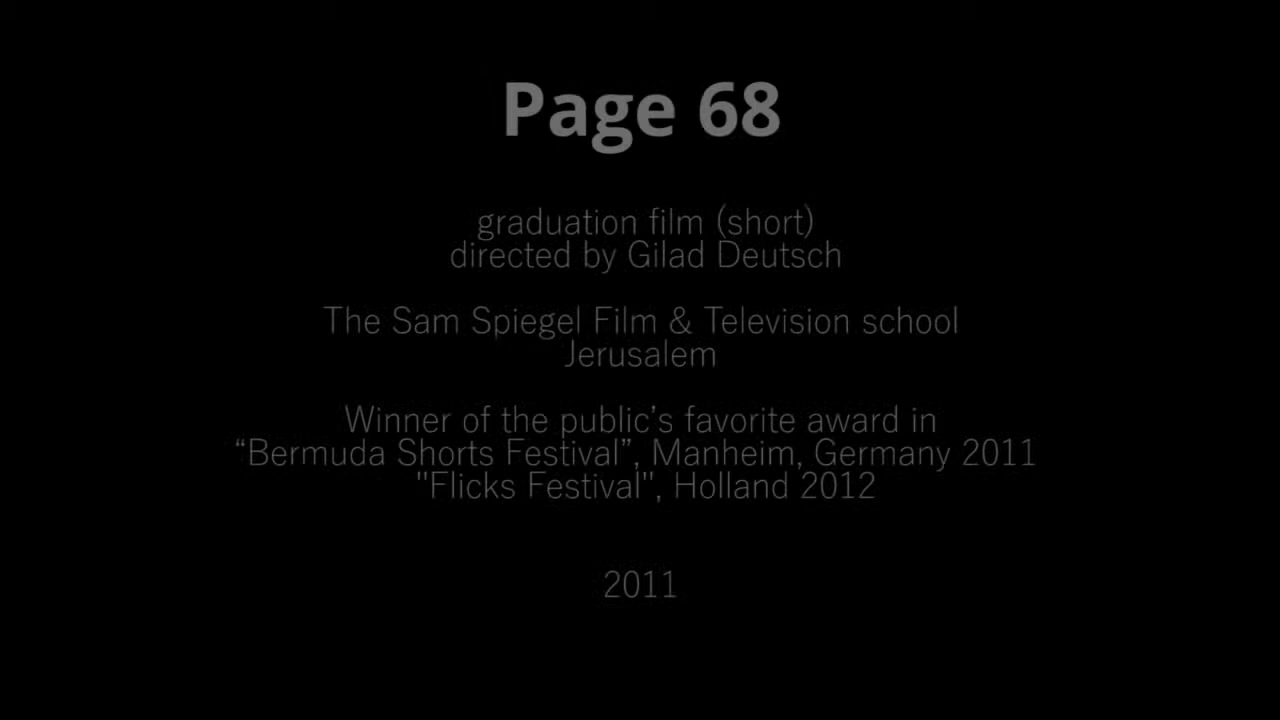 Page 68
graduation film (short)
directed by Gilad Deutsch
The Sam Spiegel Film & Television school
Jerusalem
Winner of the public’s favorite award in
“Bermuda Shorts Festival”, Manheim, Germany 2011
"Flicks Festival", Holland 2012
2011